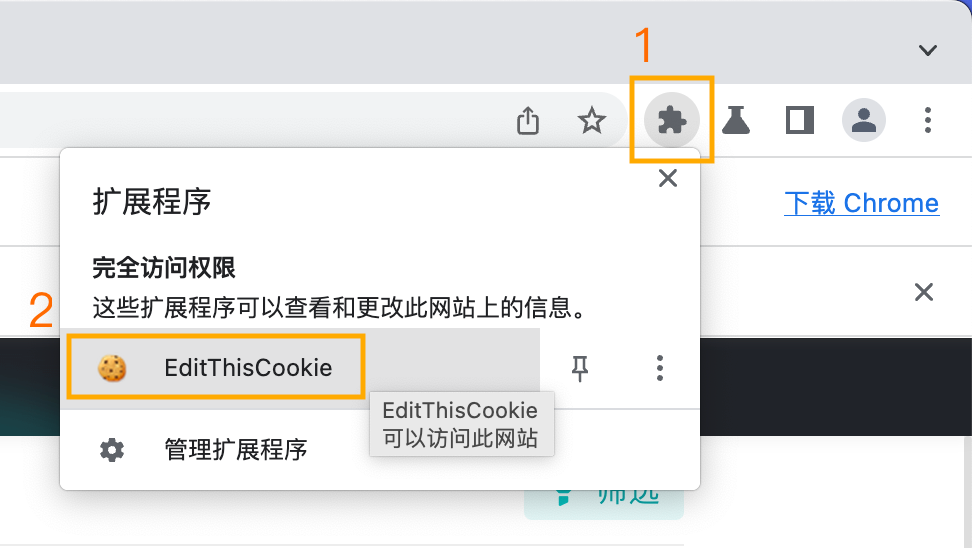 1
下载 Chrome
扩展程序
完全访问权限
这些扩展程序可以查看和更改此网站上的信息。
2
EditThisCookie
EditThisCookie
可以访问此网站
管理扩展程序
筛选